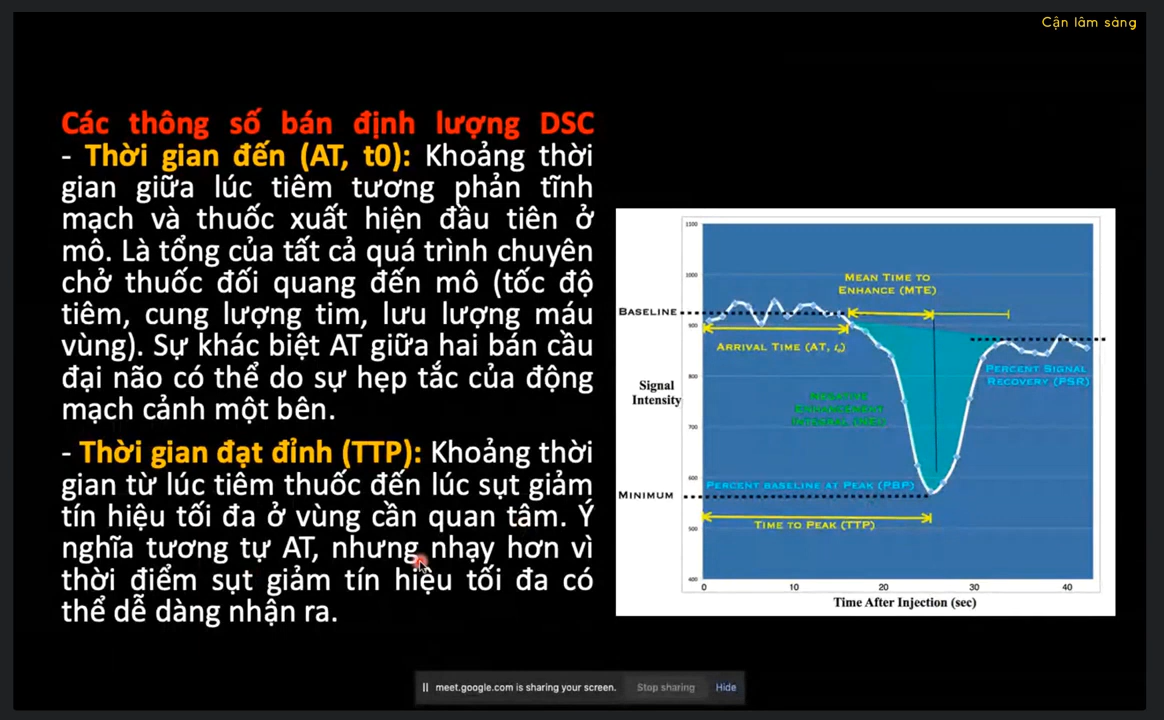 Cận lâm sàng
Các thông số bán định lượng DSC
- Thời gian đến (AT, t0): Khoảng thời
gian giữa lúc tiêm tương phản tĩnh
mạch và thuốc xuất hiện đầu tiên ở
mô. Là tổng của tất cả quá trình chuyên
chở thuốc đối quang đến mô (tốc độ
tiêm, cung lượng tim, lưu lượng máu
vùng). Sự khác biệt AT giữa hai bán cầu
đại não có thể do sự hẹp tắc của động
mạch cảnh một bên.
- Thời gian đạt đỉnh (TTP): Khoảng thời
gian từ lúc tiêm thuốc đến lúc sụt giảm
tín hiệu tối đa ở vùng cần quan tâm. Ý
nghĩa tương tự AT, nhưng nhạy hơn vì
thời điểm sụt giảm tín hiệu tối đa có
thể dễ dàng nhận ra.
1100
1000
MEAN TIME TO
ENHANCE (MTE)
BASELINE
900
ARRIVAL TIME (AT, t₀)
PERCENT SIGNAL
RECOVERY (PSR)
800
Signal
Intensity
700
600
PERCENT BASELINE AT PEAK (PBP)
MINIMUM
500
TIME TO PEAK (TTP)
400
0 10 20 30 40
Time After Injection (sec)
meet.google.com is sharing your screen.
Stop sharing
Hide